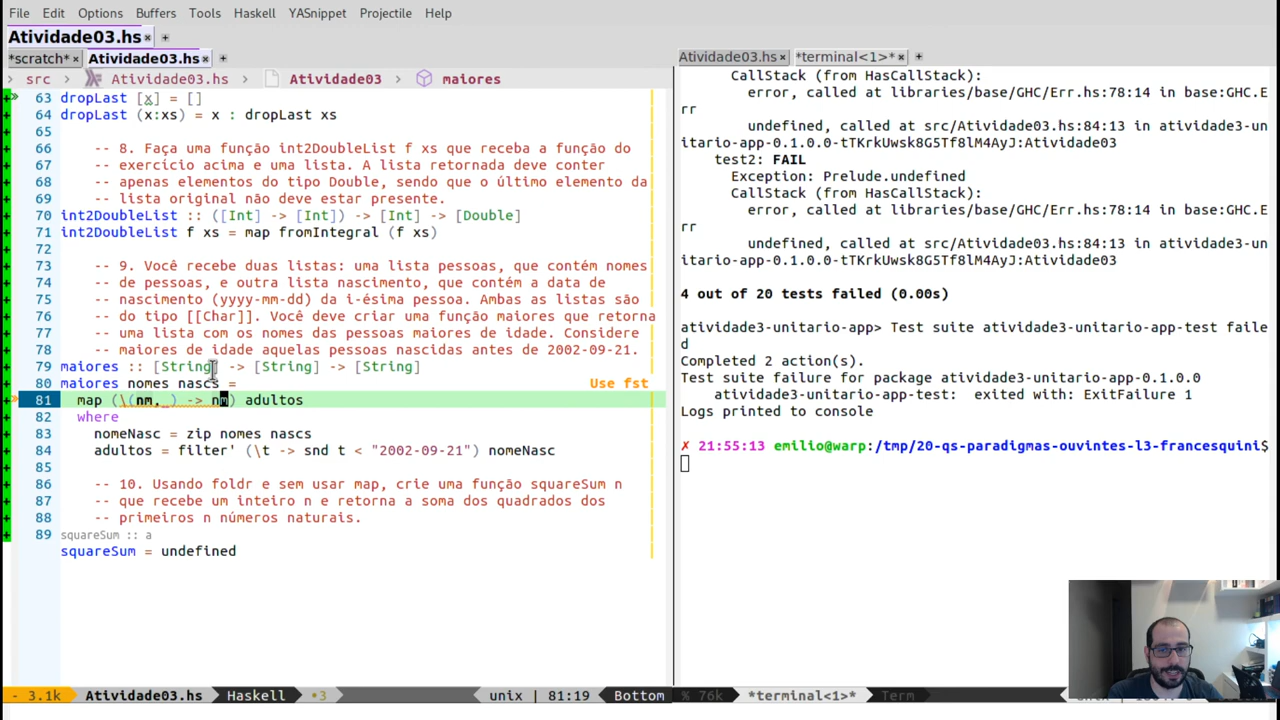 File Edit Options Buffers Tools Haskell YASnippet Projectile Help
Atividade03.hs × +
*scratch* × Atividade03.hs × +
> src > Atividade03.hs > Atividade03 > maiores
63 dropLast [x] = []
64 dropLast (x:xs) = x : dropLast xs
65
66 -- 8. Faça uma função int2DoubleList f xs que receba a função do
67 -- exercício acima e uma lista. A lista retornada deve conter
68 -- apenas elementos do tipo Double, sendo que o último elemento da
69 -- lista original não deve estar presente.
70 int2DoubleList :: ([Int] -> [Int]) -> [Int] -> [Double]
71 int2DoubleList f xs = map fromIntegral (f xs)
72
73 -- 9. Você recebe duas listas: uma lista pessoas, que contém nomes
74 -- de pessoas, e outra lista nascimento, que contém a data de
75 -- nascimento (yyyy-mm-dd) da i-ésima pessoa. Ambas as listas são
76 -- do tipo [[Char]]. Você deve criar uma função maiores que retorna
77 -- uma lista com os nomes das pessoas maiores de idade. Considere
78 -- maiores de idade aquelas pessoas nascidas antes de 2002-09-21.
79 maiores :: [String] -> [String] -> [String]
80 maiores nomes nascs = Use fst
81 map (\(nm,_) -> nm) adultos
82 where
83 nomeNasc = zip nomes nascs
84 adultos = filter' (\t -> snd t < "2002-09-21") nomeNasc
85
86 -- 10. Usando foldr e sem usar map, crie uma função squareSum n
87 -- que recebe um inteiro n e retorna a soma dos quadrados dos
88 -- primeiros n números naturais.
89
squareSum :: a
squareSum = undefined
- 3.1k Atividade03.hs Haskell •3 unix | 81:19 Bottom
Atividade03.hs × *terminal<1>* × +
CallStack (from HasCallStack):
error, called at libraries/base/GHC/Err.hs:78:14 in base:GHC.E
rr
undefined, called at src/Atividade03.hs:84:13 in atividade3-un
itario-app-0.1.0.0-tTKrkUwsk8G5Tf8lM4AyJ:Atividade03
test2: FAIL
Exception: Prelude.undefined
CallStack (from HasCallStack):
error, called at libraries/base/GHC/Err.hs:78:14 in base:GHC.E
rr
undefined, called at src/Atividade03.hs:84:13 in atividade3-un
itario-app-0.1.0.0-tTKrkUwsk8G5Tf8lM4AyJ:Atividade03
4 out of 20 tests failed (0.00s)
atividade3-unitario-app> Test suite atividade3-unitario-app-test faile
d
Completed 2 action(s).
Test suite failure for package atividade3-unitario-app-0.1.0.0
atividade3-unitario-app-test: exited with: ExitFailure 1
Logs printed to console
✗ 21:55:13 emilio@warp:/tmp/20-qs-paradigmas-ouvintes-l3-francesquini$
% 76k *terminal<1>* Term